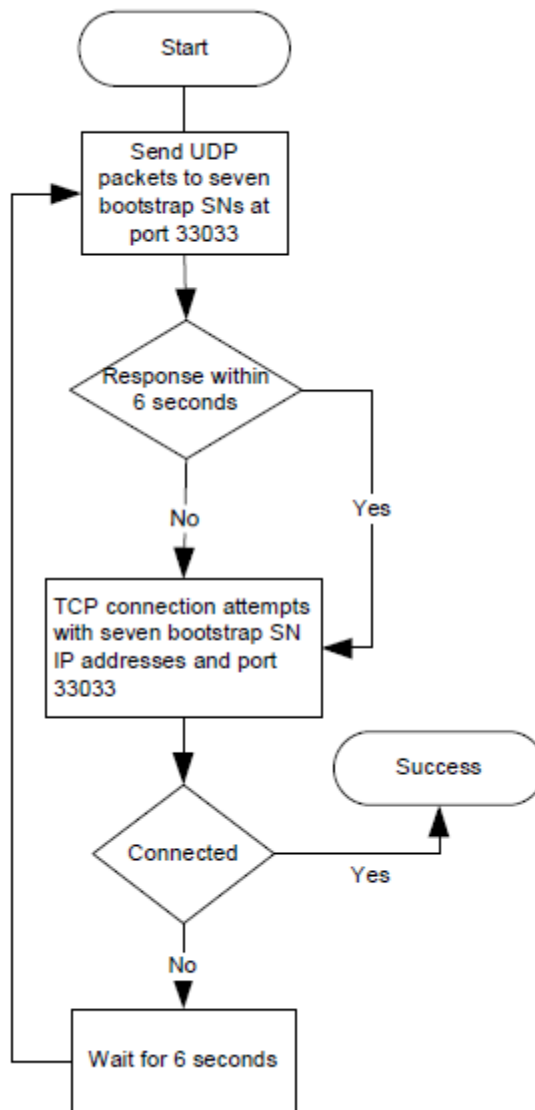 Start
Send UDP
packets to seven
bootstrap SNs at
port 33033
Response within
6 seconds
No
Yes
TCP connection attempts
with seven bootstrap SN
IP addresses and port
33033
Success
Connected
Yes
No
Wait for 6 seconds